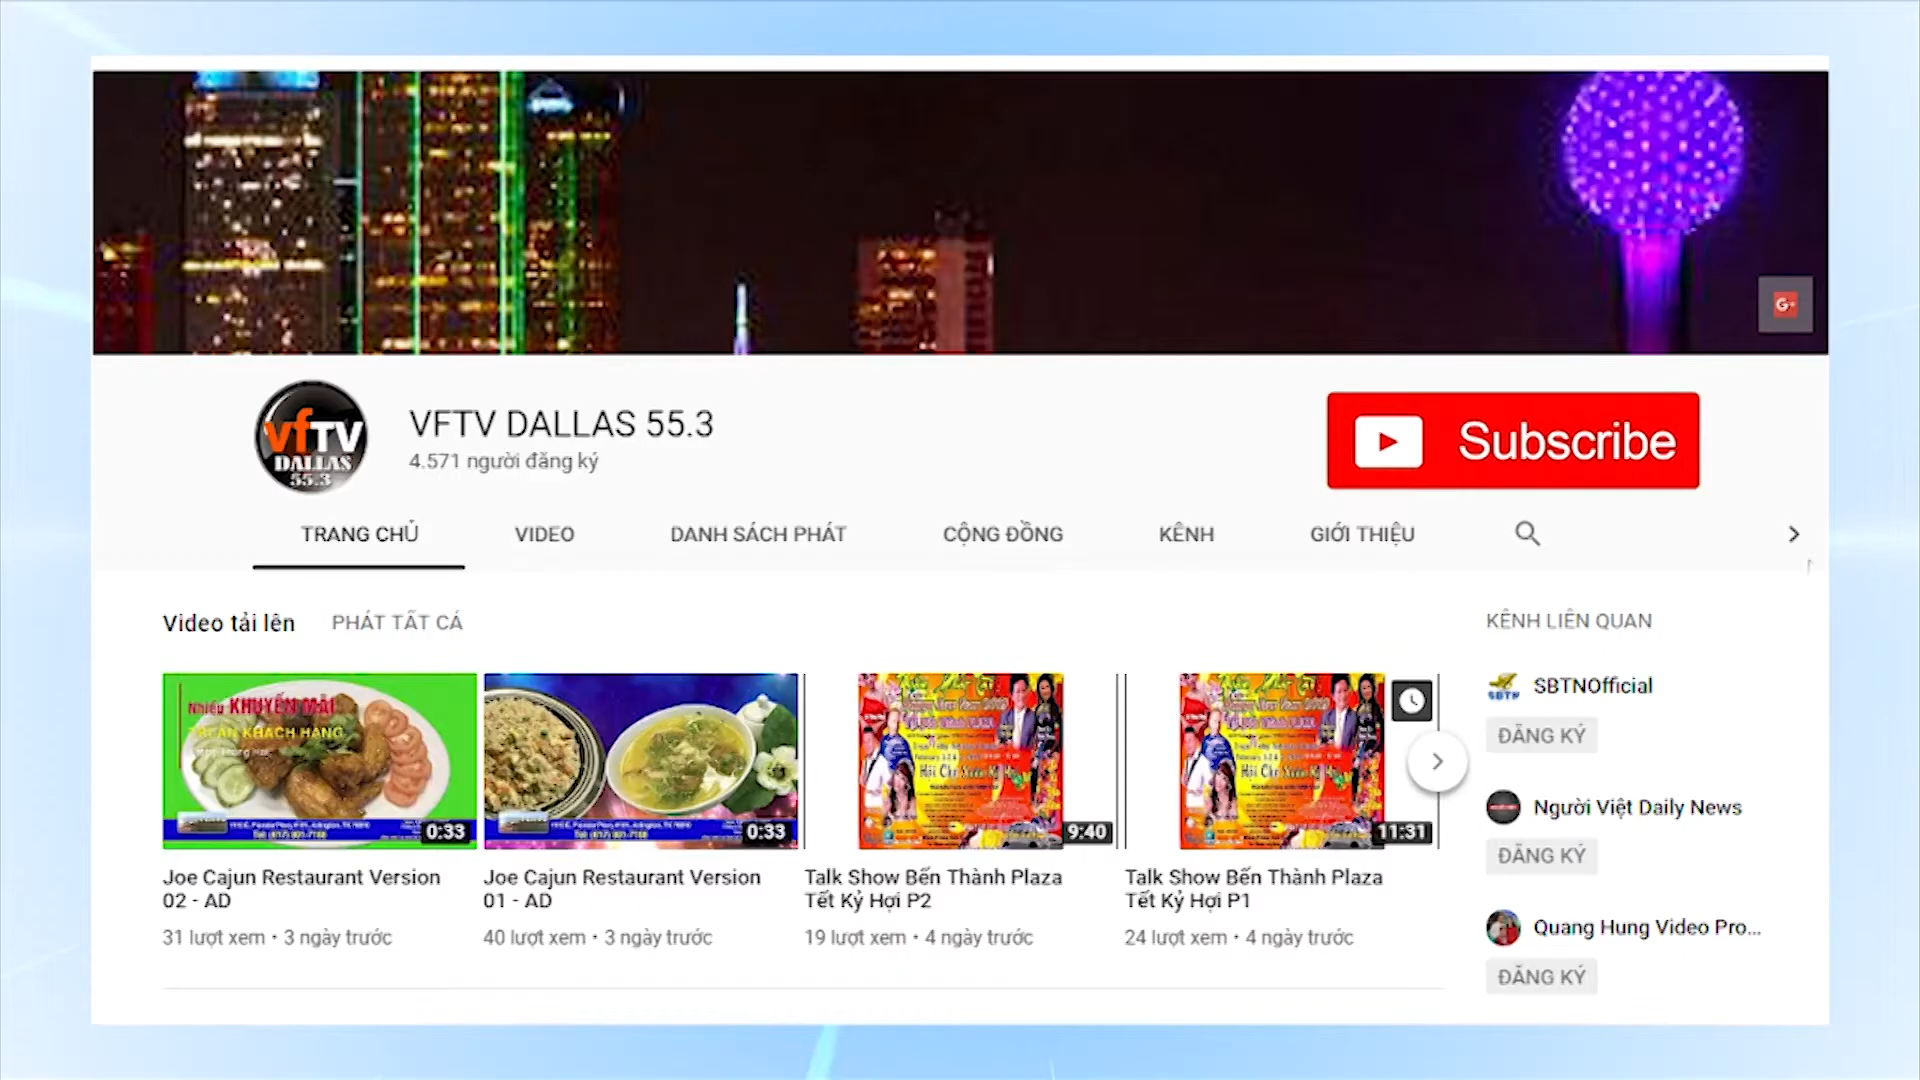 G+
vfTV
DALLAS
55.3
VFTV DALLAS 55.3
4.571 người đăng ký
Subscribe
TRANG CHỦ
VIDEO
DANH SÁCH PHÁT
CỘNG ĐỒNG
KÊNH
GIỚI THIỆU
Video tải lên
PHÁT TẤT CẢ
Nhiều KHUYẾN MÃI
TRI ÂN KHÁCH HÀNG
0:33
0:33
9:40
11:31
Joe Cajun Restaurant Version
02 - AD
31 lượt xem • 3 ngày trước
Joe Cajun Restaurant Version
01 - AD
40 lượt xem • 3 ngày trước
Talk Show Bến Thành Plaza
Tết Kỷ Hợi P2
19 lượt xem • 4 ngày trước
Talk Show Bến Thành Plaza
Tết Kỷ Hợi P1
24 lượt xem • 4 ngày trước
KÊNH LIÊN QUAN
SBTN
SBTNOfficial
ĐĂNG KÝ
Người Việt Daily News
ĐĂNG KÝ
Quang Hung Video Pro...
ĐĂNG KÝ